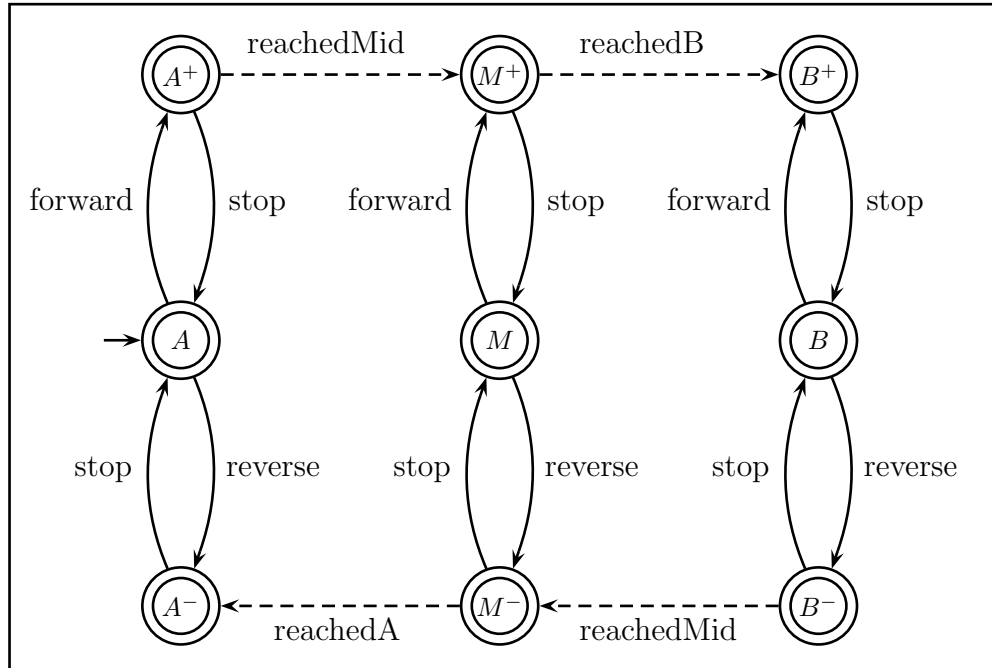 reachedMid reachedB
A⁺ M⁺ B⁺
forward stop forward stop forward stop
A M B
stop reverse stop reverse stop reverse
A⁻ M⁻ B⁻
reachedA reachedMid